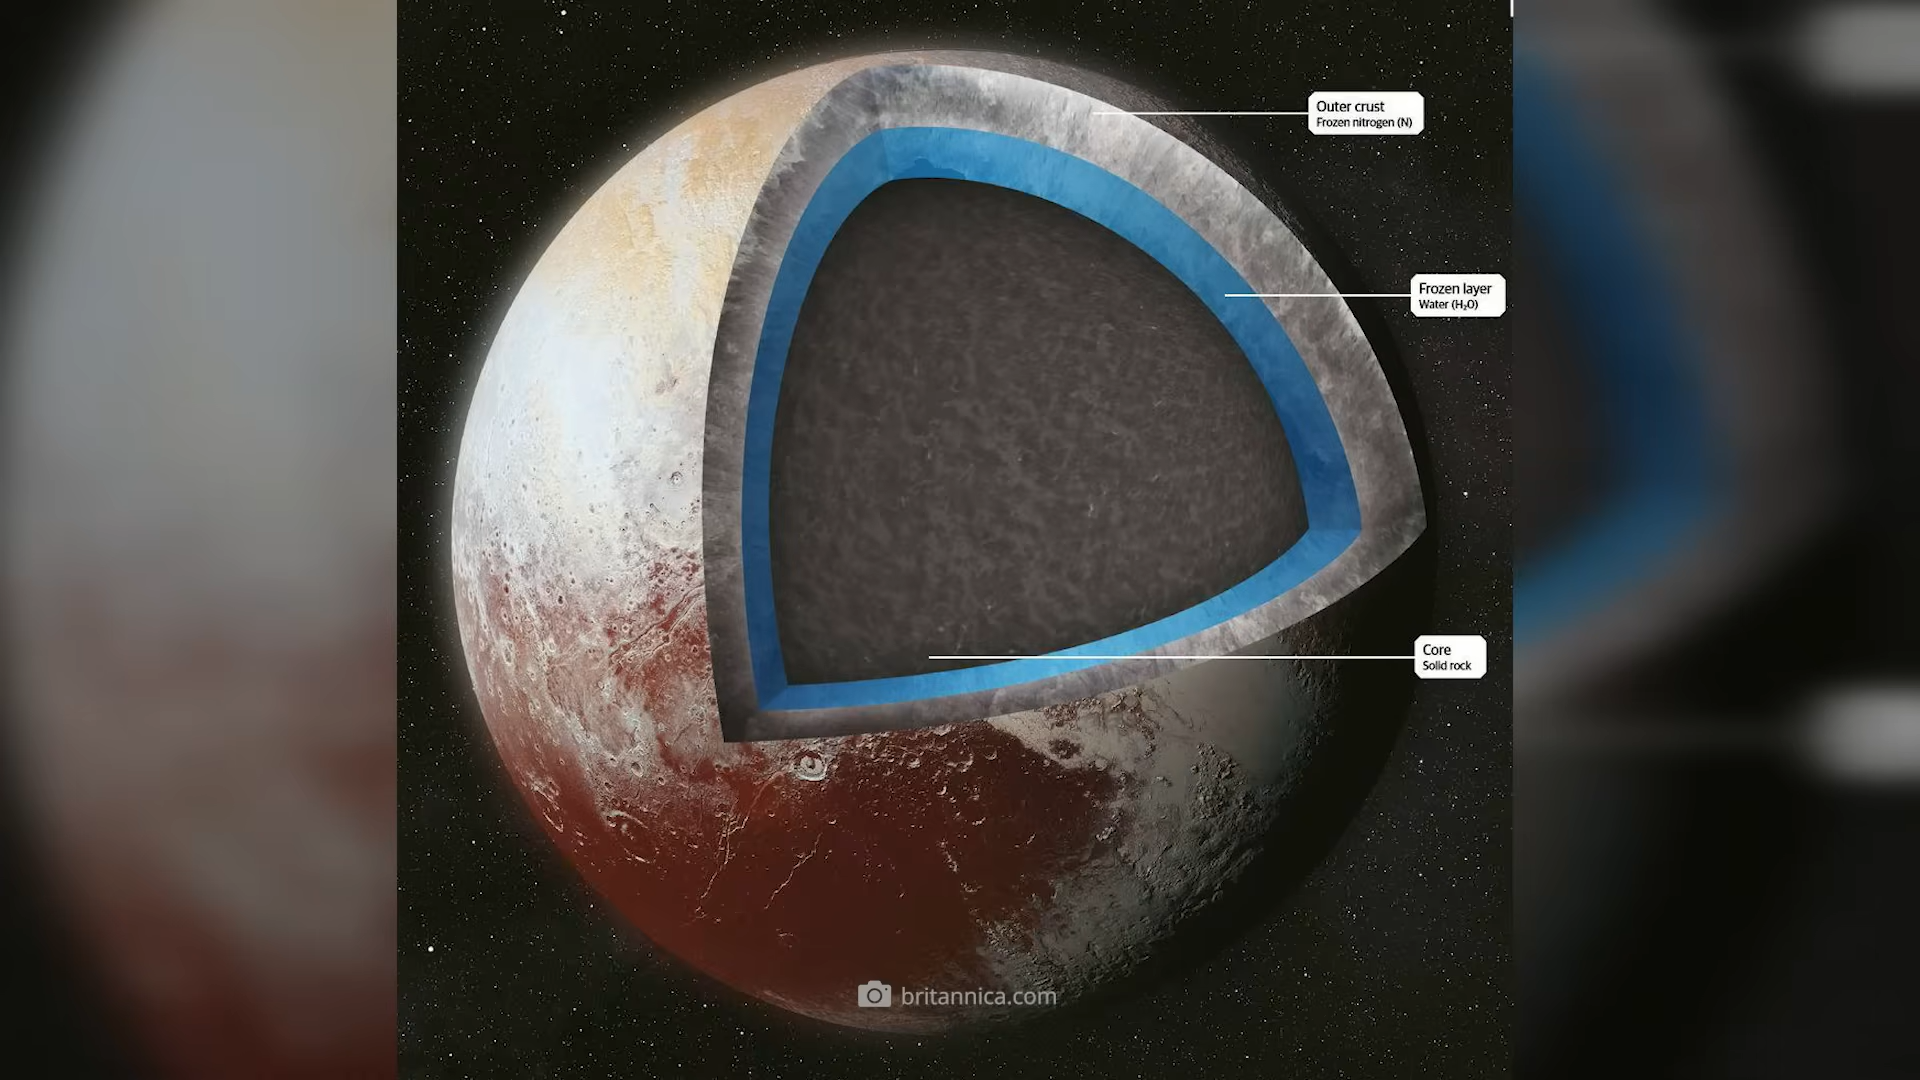 Outer crust
Frozen nitrogen (N)
Frozen layer
Water (H₂O)
Core
Solid rock
britannica.com